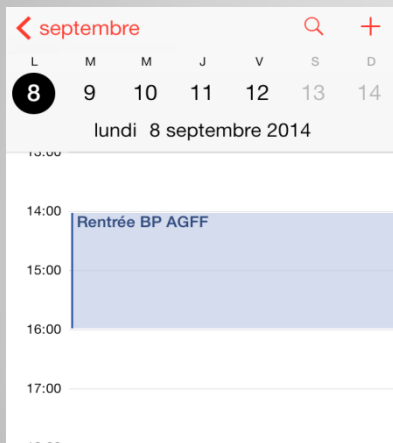 septembre
L M M J V S D
8 9 10 11 12 13 14
lundi 8 septembre 2014
14:00
Rentrée BP AGFF
15:00
16:00
17:00